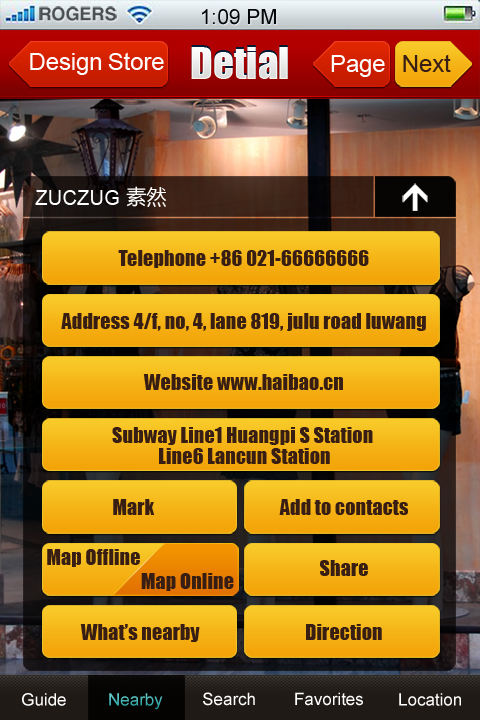 ROGERS 1:09 PM
Design Store Detial Page Next
ZUCZUG 素然
Telephone +86 021-66666666
Address 4/f, no, 4, lane 819, julu road luwang
Website www.haibao.cn
Subway Line1 Huangpi S Station
Line6 Lancun Station
Mark Add to contacts
Map Offline
Map Online
Share
What's nearby Direction
Guide Nearby Search Favorites Location